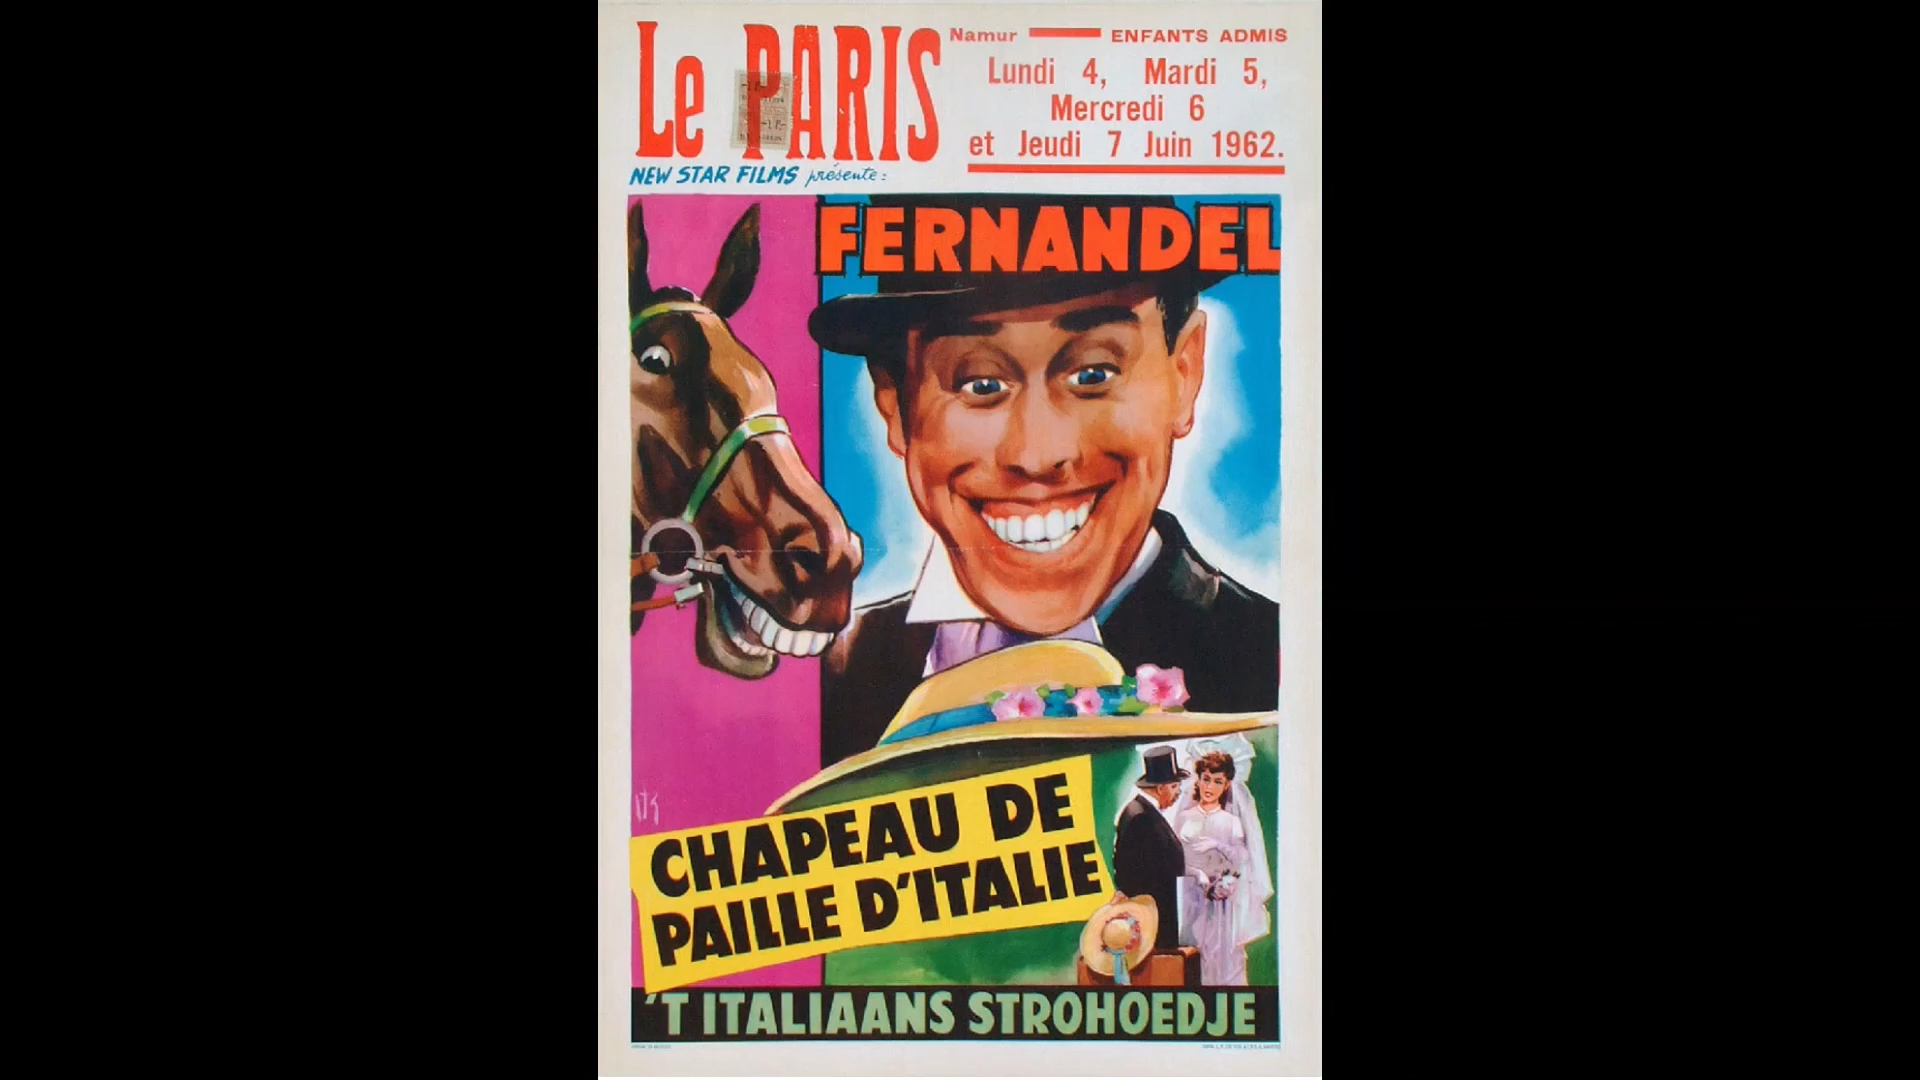 Le PARIS
Namur ENFANTS ADMIS
Lundi 4, Mardi 5,
Mercredi 6
et Jeudi 7 Juin 1962.
NEW STAR FILMS présente :
FERNANDEL
CHAPEAU DE
PAILLE D'ITALIE
'T ITALIAANS STROHOEDJE